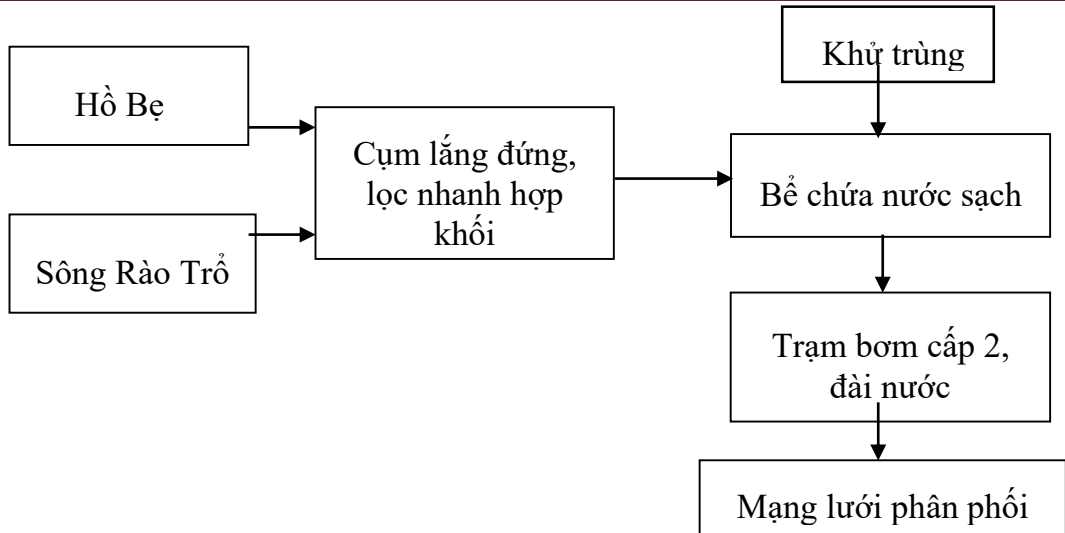 Hồ Bẹ
Sông Rào Trổ
Cụm lắng đứng,
lọc nhanh hợp
khối
Khử trùng
Bể chứa nước sạch
Trạm bơm cấp 2,
đài nước
Mạng lưới phân phối